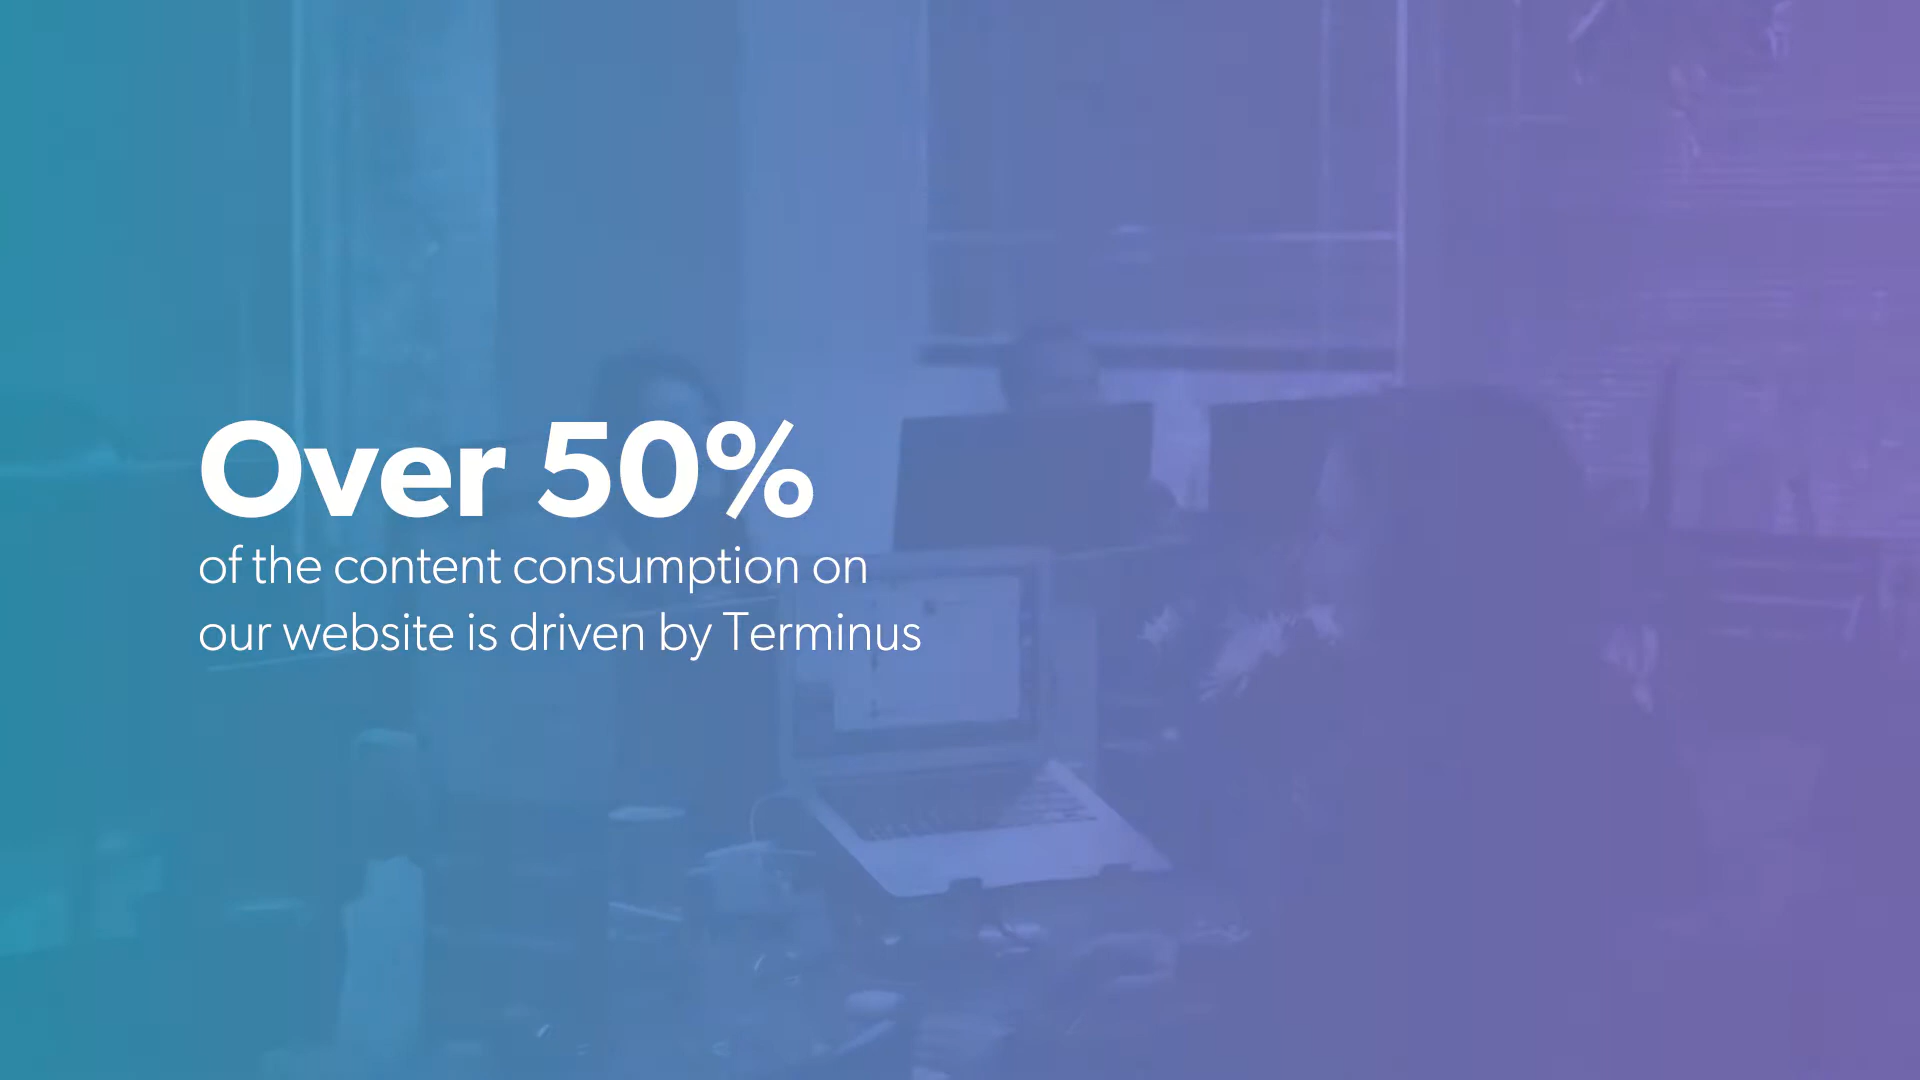 Over 50%
of the content consumption on
our website is driven by Terminus